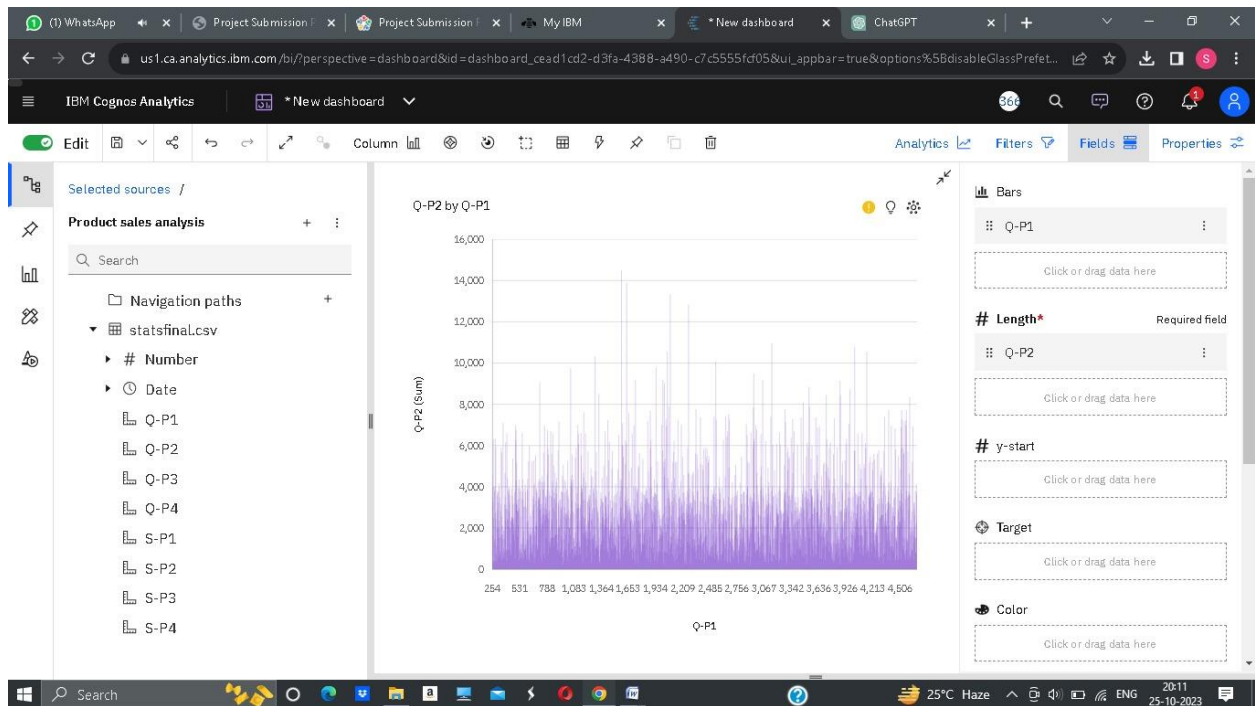 (1) WhatsApp
Project Submission F
Project Submission F
My IBM
* New dashboard
ChatGPT
us1.ca.analytics.ibm.com/bi/?perspective=dashboard&id=dashboard_cead1cd2-d3fa-4388-a490-c7c5555fcf05&ui_appbar=true&options%5BdisableGlassPrefet...
S
IBM Cognos Analytics
* New dashboard
366
1
Edit
Column
Analytics
Filters
Fields
Properties
Selected sources /
Product sales analysis
Search
Navigation paths
statsfinal.csv
# Number
Date
Q-P1
Q-P2
Q-P3
Q-P4
S-P1
S-P2
S-P3
S-P4
Q-P2 by Q-P1
16,000
14,000
12,000
10,000
8,000
6,000
4,000
2,000
0
Q-P2 (Sum)
254 531 788 1,083 1,364 1,653 1,934 2,209 2,485 2,756 3,067 3,342 3,636 3,926 4,213 4,506
Q-P1
Bars
Q-P1
Click or drag data here
# Length* Required field
Q-P2
Click or drag data here
# y-start
Click or drag data here
Target
Click or drag data here
Color
Click or drag data here
Search
25°C Haze
ENG
20:11
25-10-2023